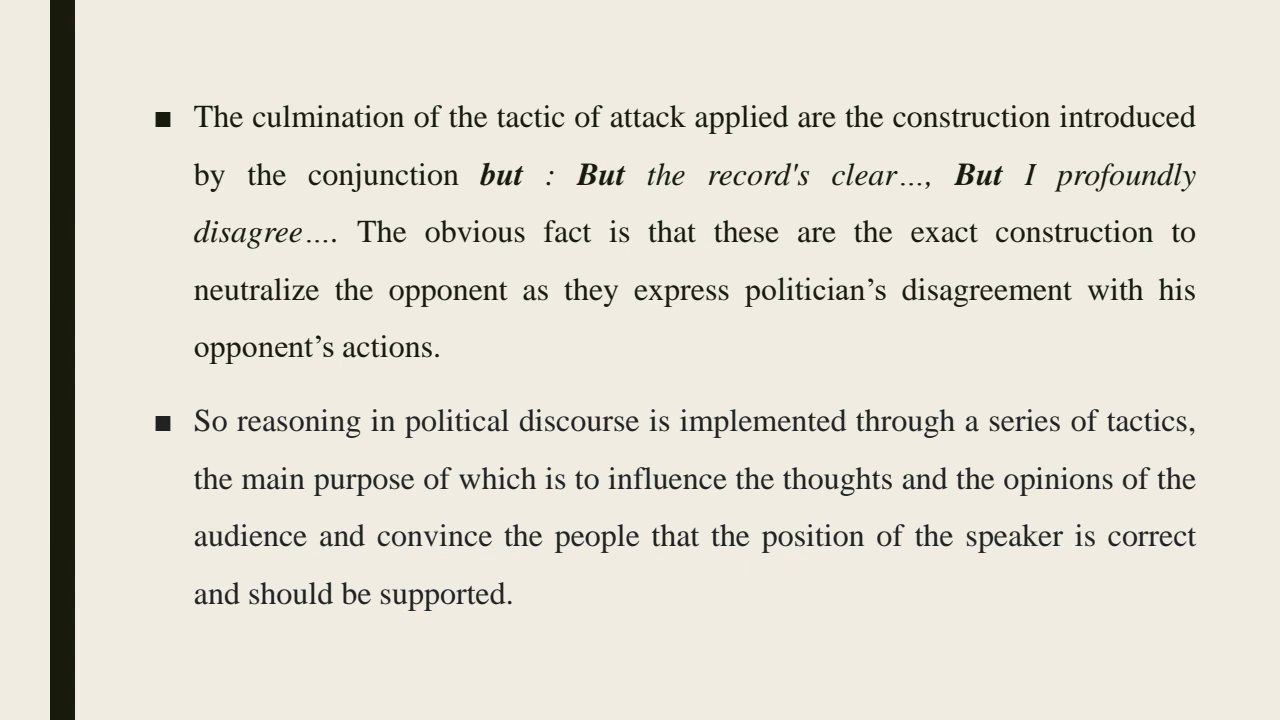 ▪ The culmination of the tactic of attack applied are the construction introduced
by the conjunction but : But the record's clear…, But I profoundly
disagree…. The obvious fact is that these are the exact construction to
neutralize the opponent as they express politician’s disagreement with his
opponent’s actions.
▪ So reasoning in political discourse is implemented through a series of tactics,
the main purpose of which is to influence the thoughts and the opinions of the
audience and convince the people that the position of the speaker is correct
and should be supported.